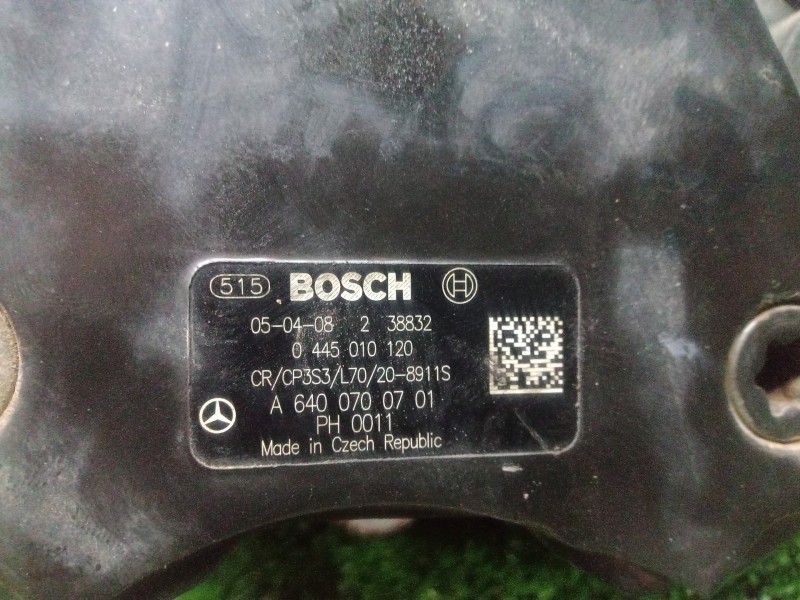 515 BOSCH
05-04-08 2 38832
0 445 010 120
CR/CP3S3/L70/20-8911S
A 640 070 07 01
PH 0011
Made in Czech Republic